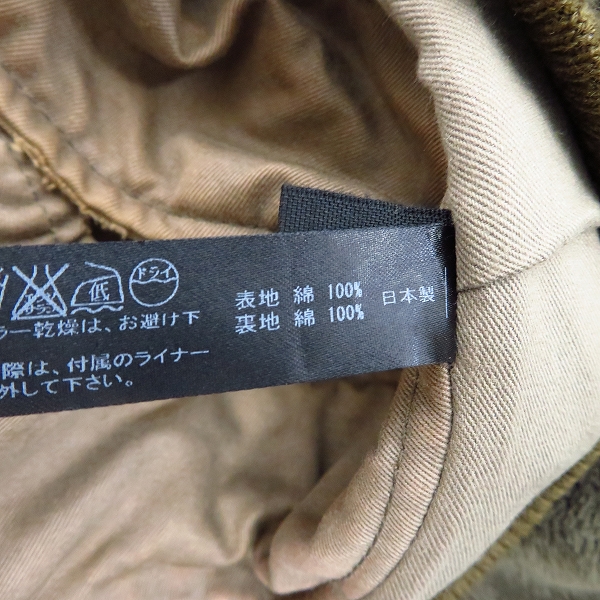 低 ドライ
表地 綿 100% 日本製
裏地 綿 100%
ラー乾燥は、お避け下
際は、付属のライナー
外して下さい。